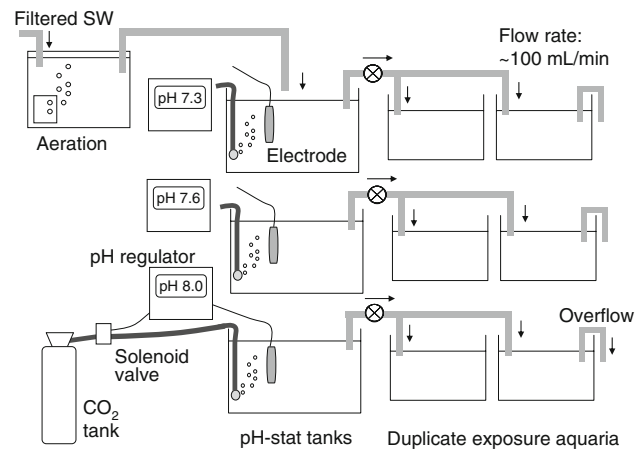 Filtered SW
Flow rate:
~100 mL/min
pH 7.3
Aeration
Electrode
pH 7.6
pH regulator
pH 8.0
Overflow
Solenoid
valve
CO₂
tank
pH-stat tanks
Duplicate exposure aquaria